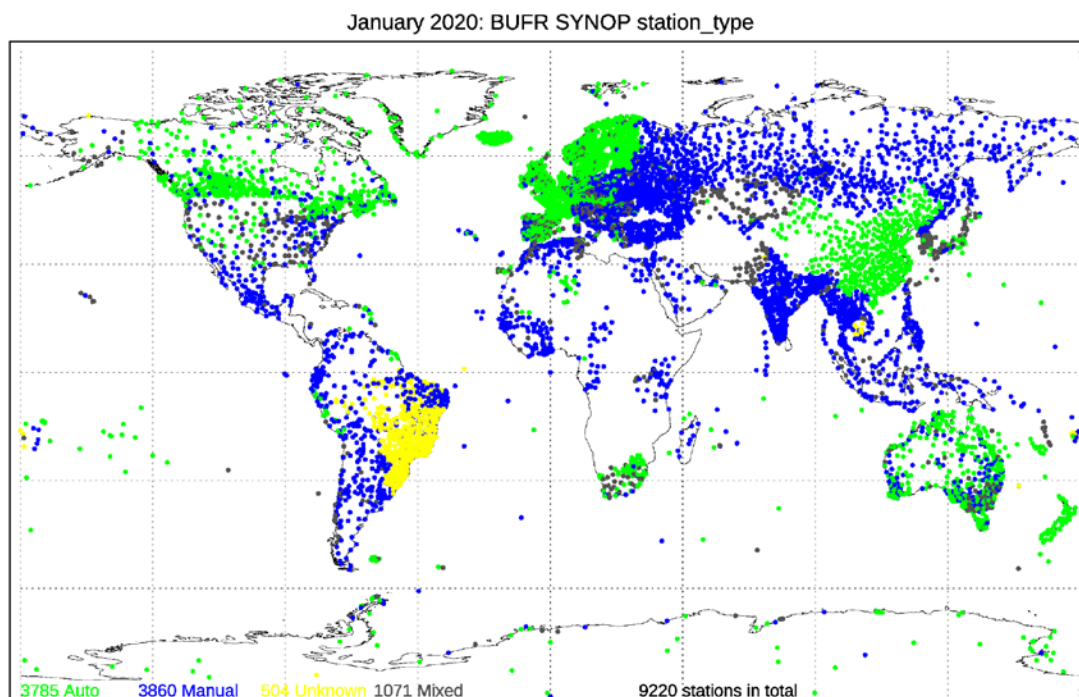 January 2020: BUFR SYNOP station_type
3785 Auto 3860 Manual 504 Unknown 1071 Mixed 9220 stations in total